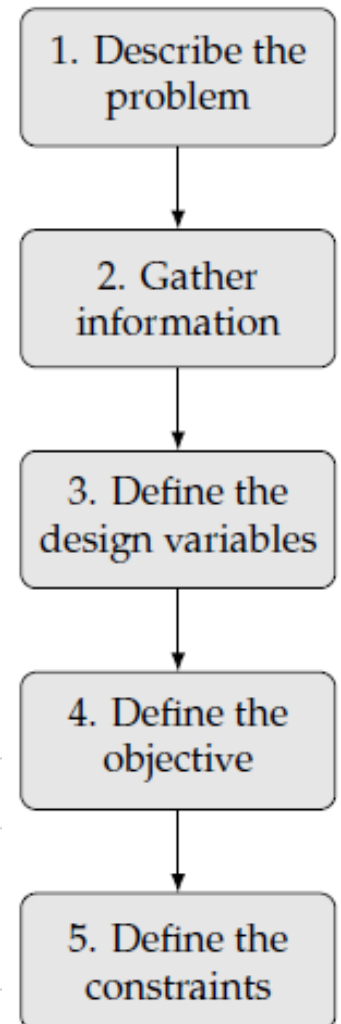 1. Describe the
problem
2. Gather
information
3. Define the
design variables
4. Define the
objective
5. Define the
constraints